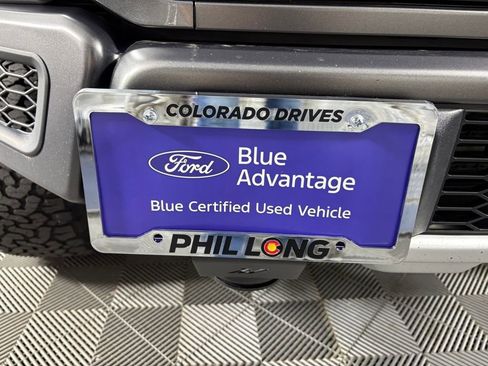 COLORADO DRIVES
Ford
Blue
Advantage
Blue Certified Used Vehicle
PHIL LONG